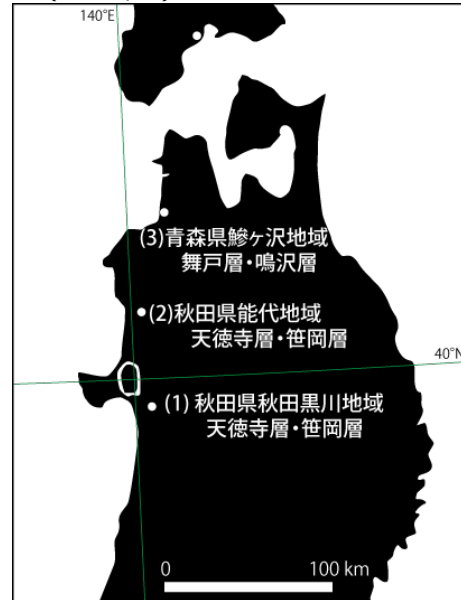 140°E
(3)青森県鰺ヶ沢地域
舞戸層・鳴沢層
(2)秋田県能代地域
天徳寺層・笹岡層
40°N
(1) 秋田県秋田黒川地域
天徳寺層・笹岡層
0 100 km